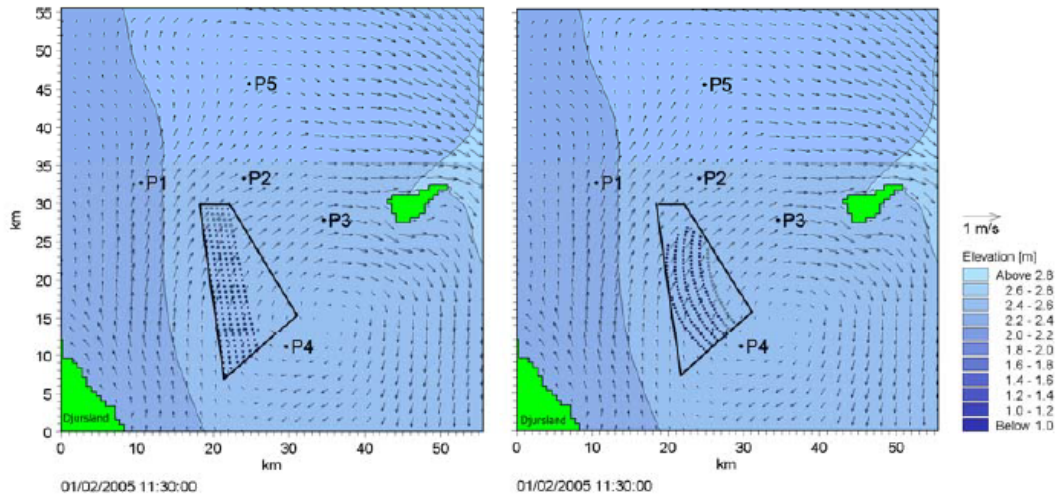 55
50
45
40
35
30
25
20
15
10
5
0
km
P5
P1
P2
P3
P4
Djursland
0 10 20 30 40 50
km
01/02/2005 11:30:00
P5
P1
P2
P3
P4
Djursland
0 10 20 30 40 50
km
01/02/2005 11:30:00
1 m/s
Elevation [m]
Above 2.8
2.6 - 2.8
2.4 - 2.6
2.2 - 2.4
2.0 - 2.2
1.8 - 2.0
1.6 - 1.8
1.4 - 1.6
1.2 - 1.4
1.0 - 1.2
Below 1.0